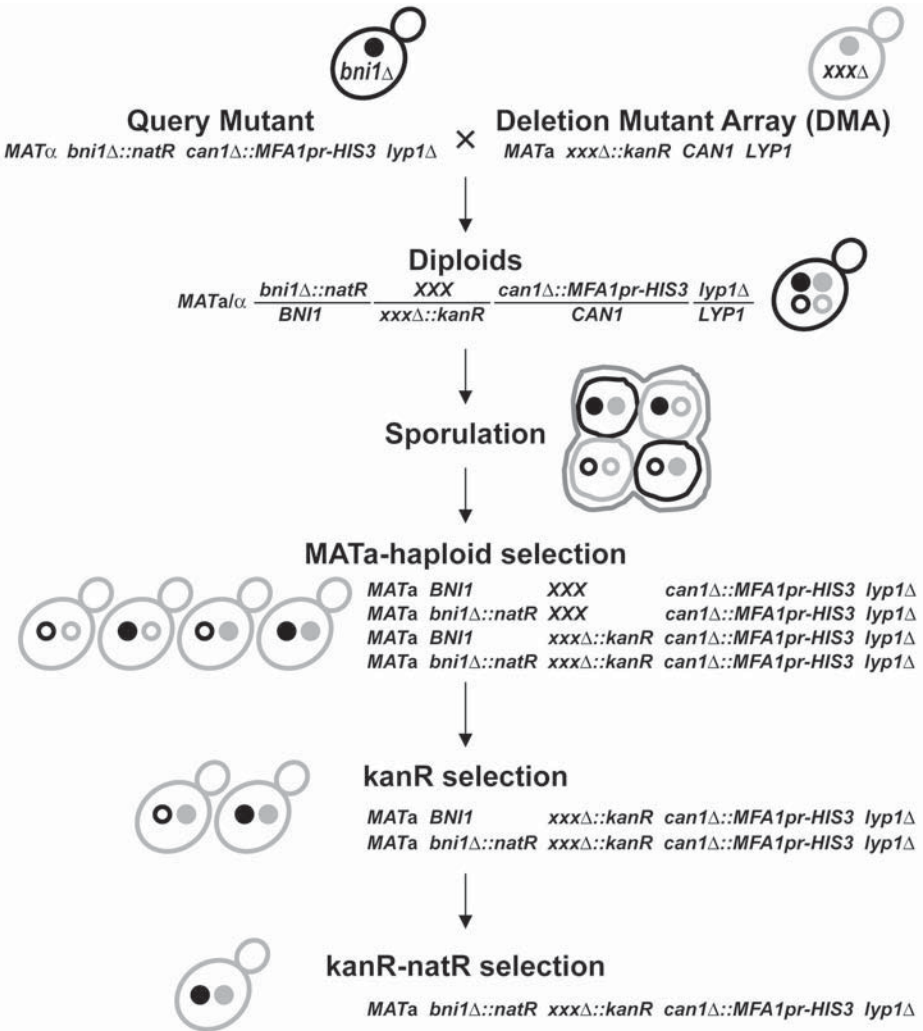 bni1Δ
xxxΔ
Query Mutant
MATα bni1Δ::natR can1Δ::MFA1pr-HIS3 lyp1Δ
×
Deletion Mutant Array (DMA)
MATa xxxΔ::kanR CAN1 LYP1
Diploids
MATa/α bni1Δ::natR XXX can1Δ::MFA1pr-HIS3 lyp1Δ
BNI1 xxxΔ::kanR CAN1 LYP1
Sporulation
MATa-haploid selection
MATa BNI1 XXX can1Δ::MFA1pr-HIS3 lyp1Δ
MATa bni1Δ::natR XXX can1Δ::MFA1pr-HIS3 lyp1Δ
MATa BNI1 xxxΔ::kanR can1Δ::MFA1pr-HIS3 lyp1Δ
MATa bni1Δ::natR xxxΔ::kanR can1Δ::MFA1pr-HIS3 lyp1Δ
kanR selection
MATa BNI1 xxxΔ::kanR can1Δ::MFA1pr-HIS3 lyp1Δ
MATa bni1Δ::natR xxxΔ::kanR can1Δ::MFA1pr-HIS3 lyp1Δ
kanR-natR selection
MATa bni1Δ::natR xxxΔ::kanR can1Δ::MFA1pr-HIS3 lyp1Δ